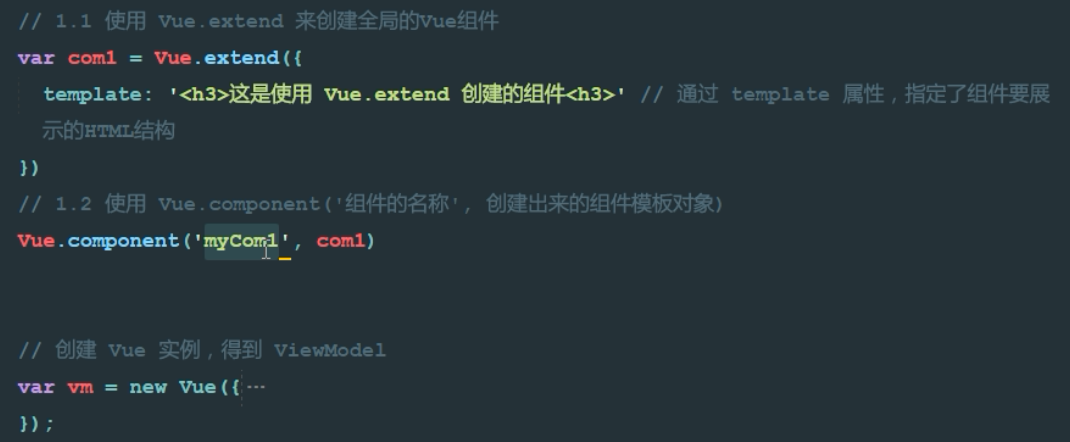 // 1.1 使用 Vue.extend 来创建全局的Vue组件
var com1 = Vue.extend({
template: '<h3>这是使用 Vue.extend 创建的组件<h3>' // 通过 template 属性，指定了组件要展
示的HTML结构
})
// 1.2 使用 Vue.component('组件的名称', 创建出来的组件模板对象)
Vue.component('myCom1', com1)
// 创建 Vue 实例，得到 ViewModel
var vm = new Vue({···
});